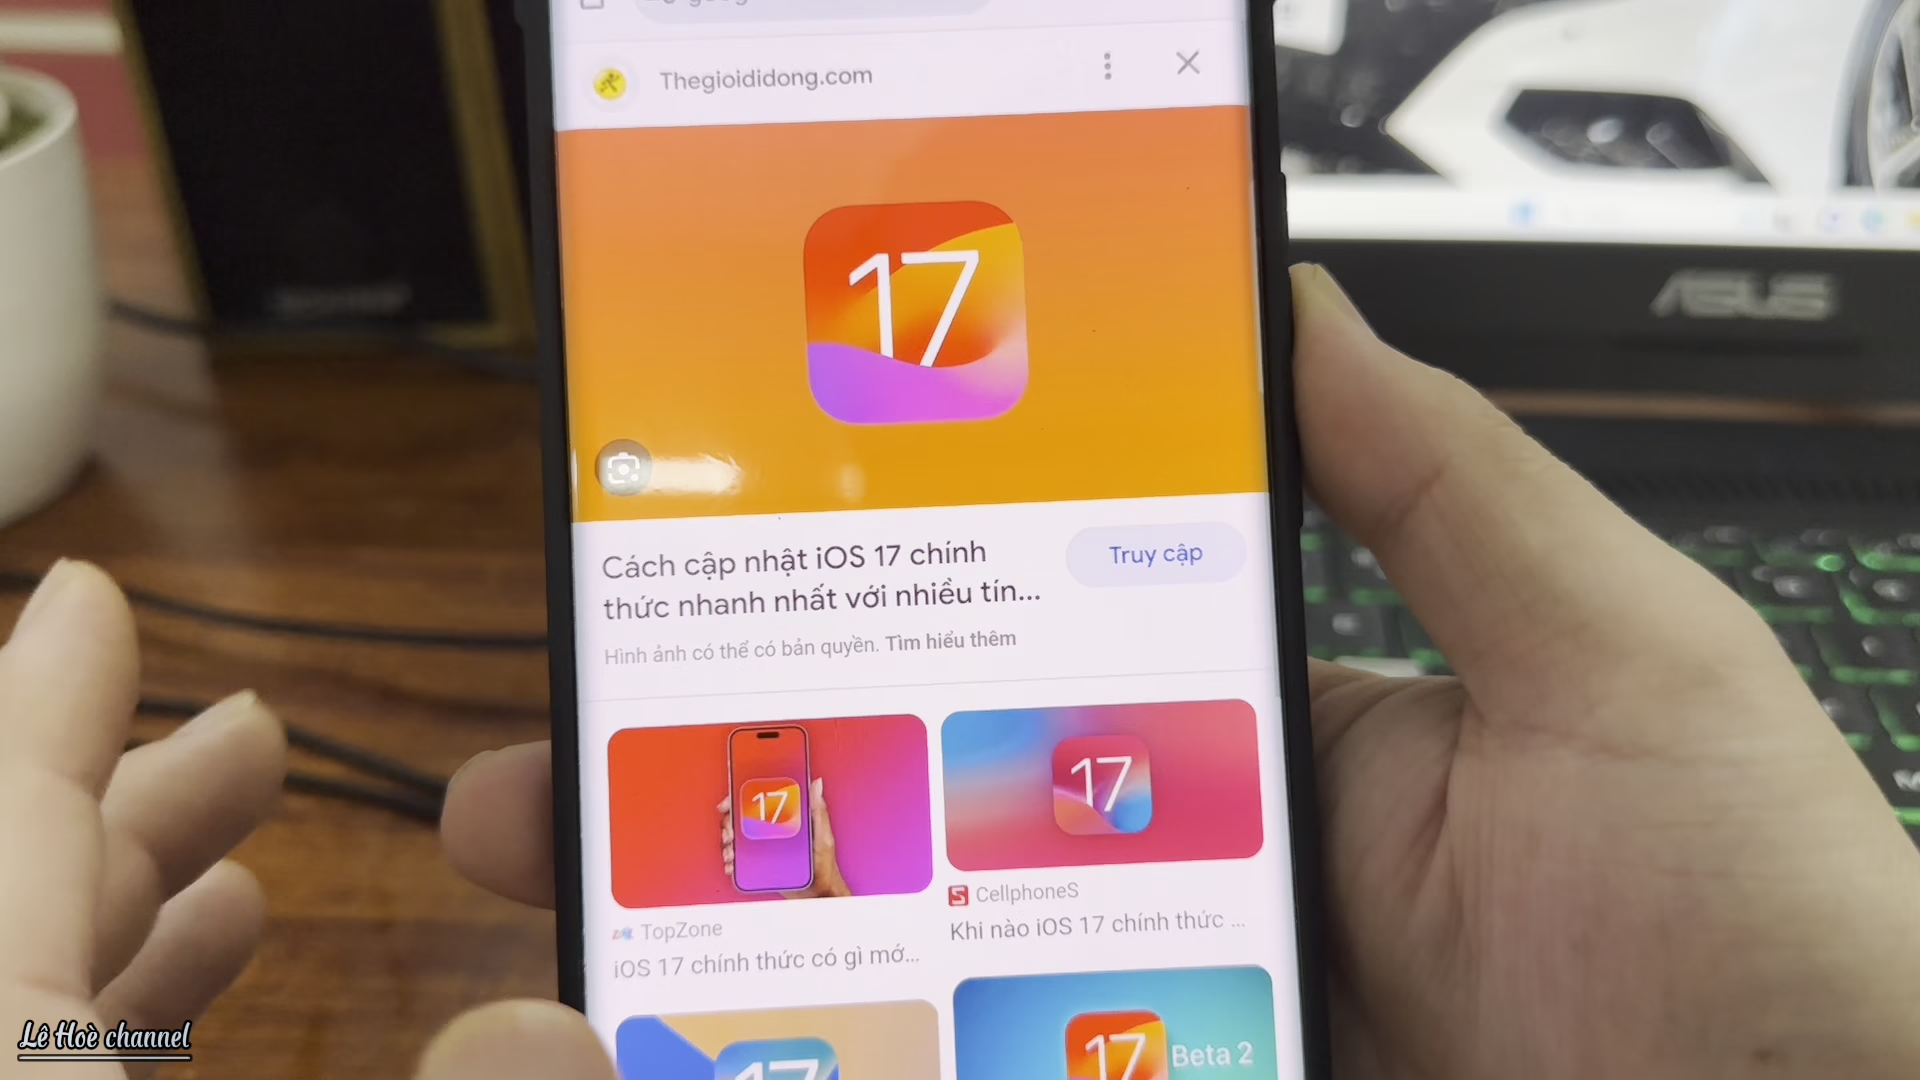 Thegioididong.com
17
Cách cập nhật iOS 17 chính
thức nhanh nhất với nhiều tín...
Truy cập
Hình ảnh có thể có bản quyền. Tìm hiểu thêm
17
17
TopZone
iOS 17 chính thức có gì mớ...
CellphoneS
Khi nào iOS 17 chính thức ...
17
17
Beta 2
ASUS
Lê Hoè channel